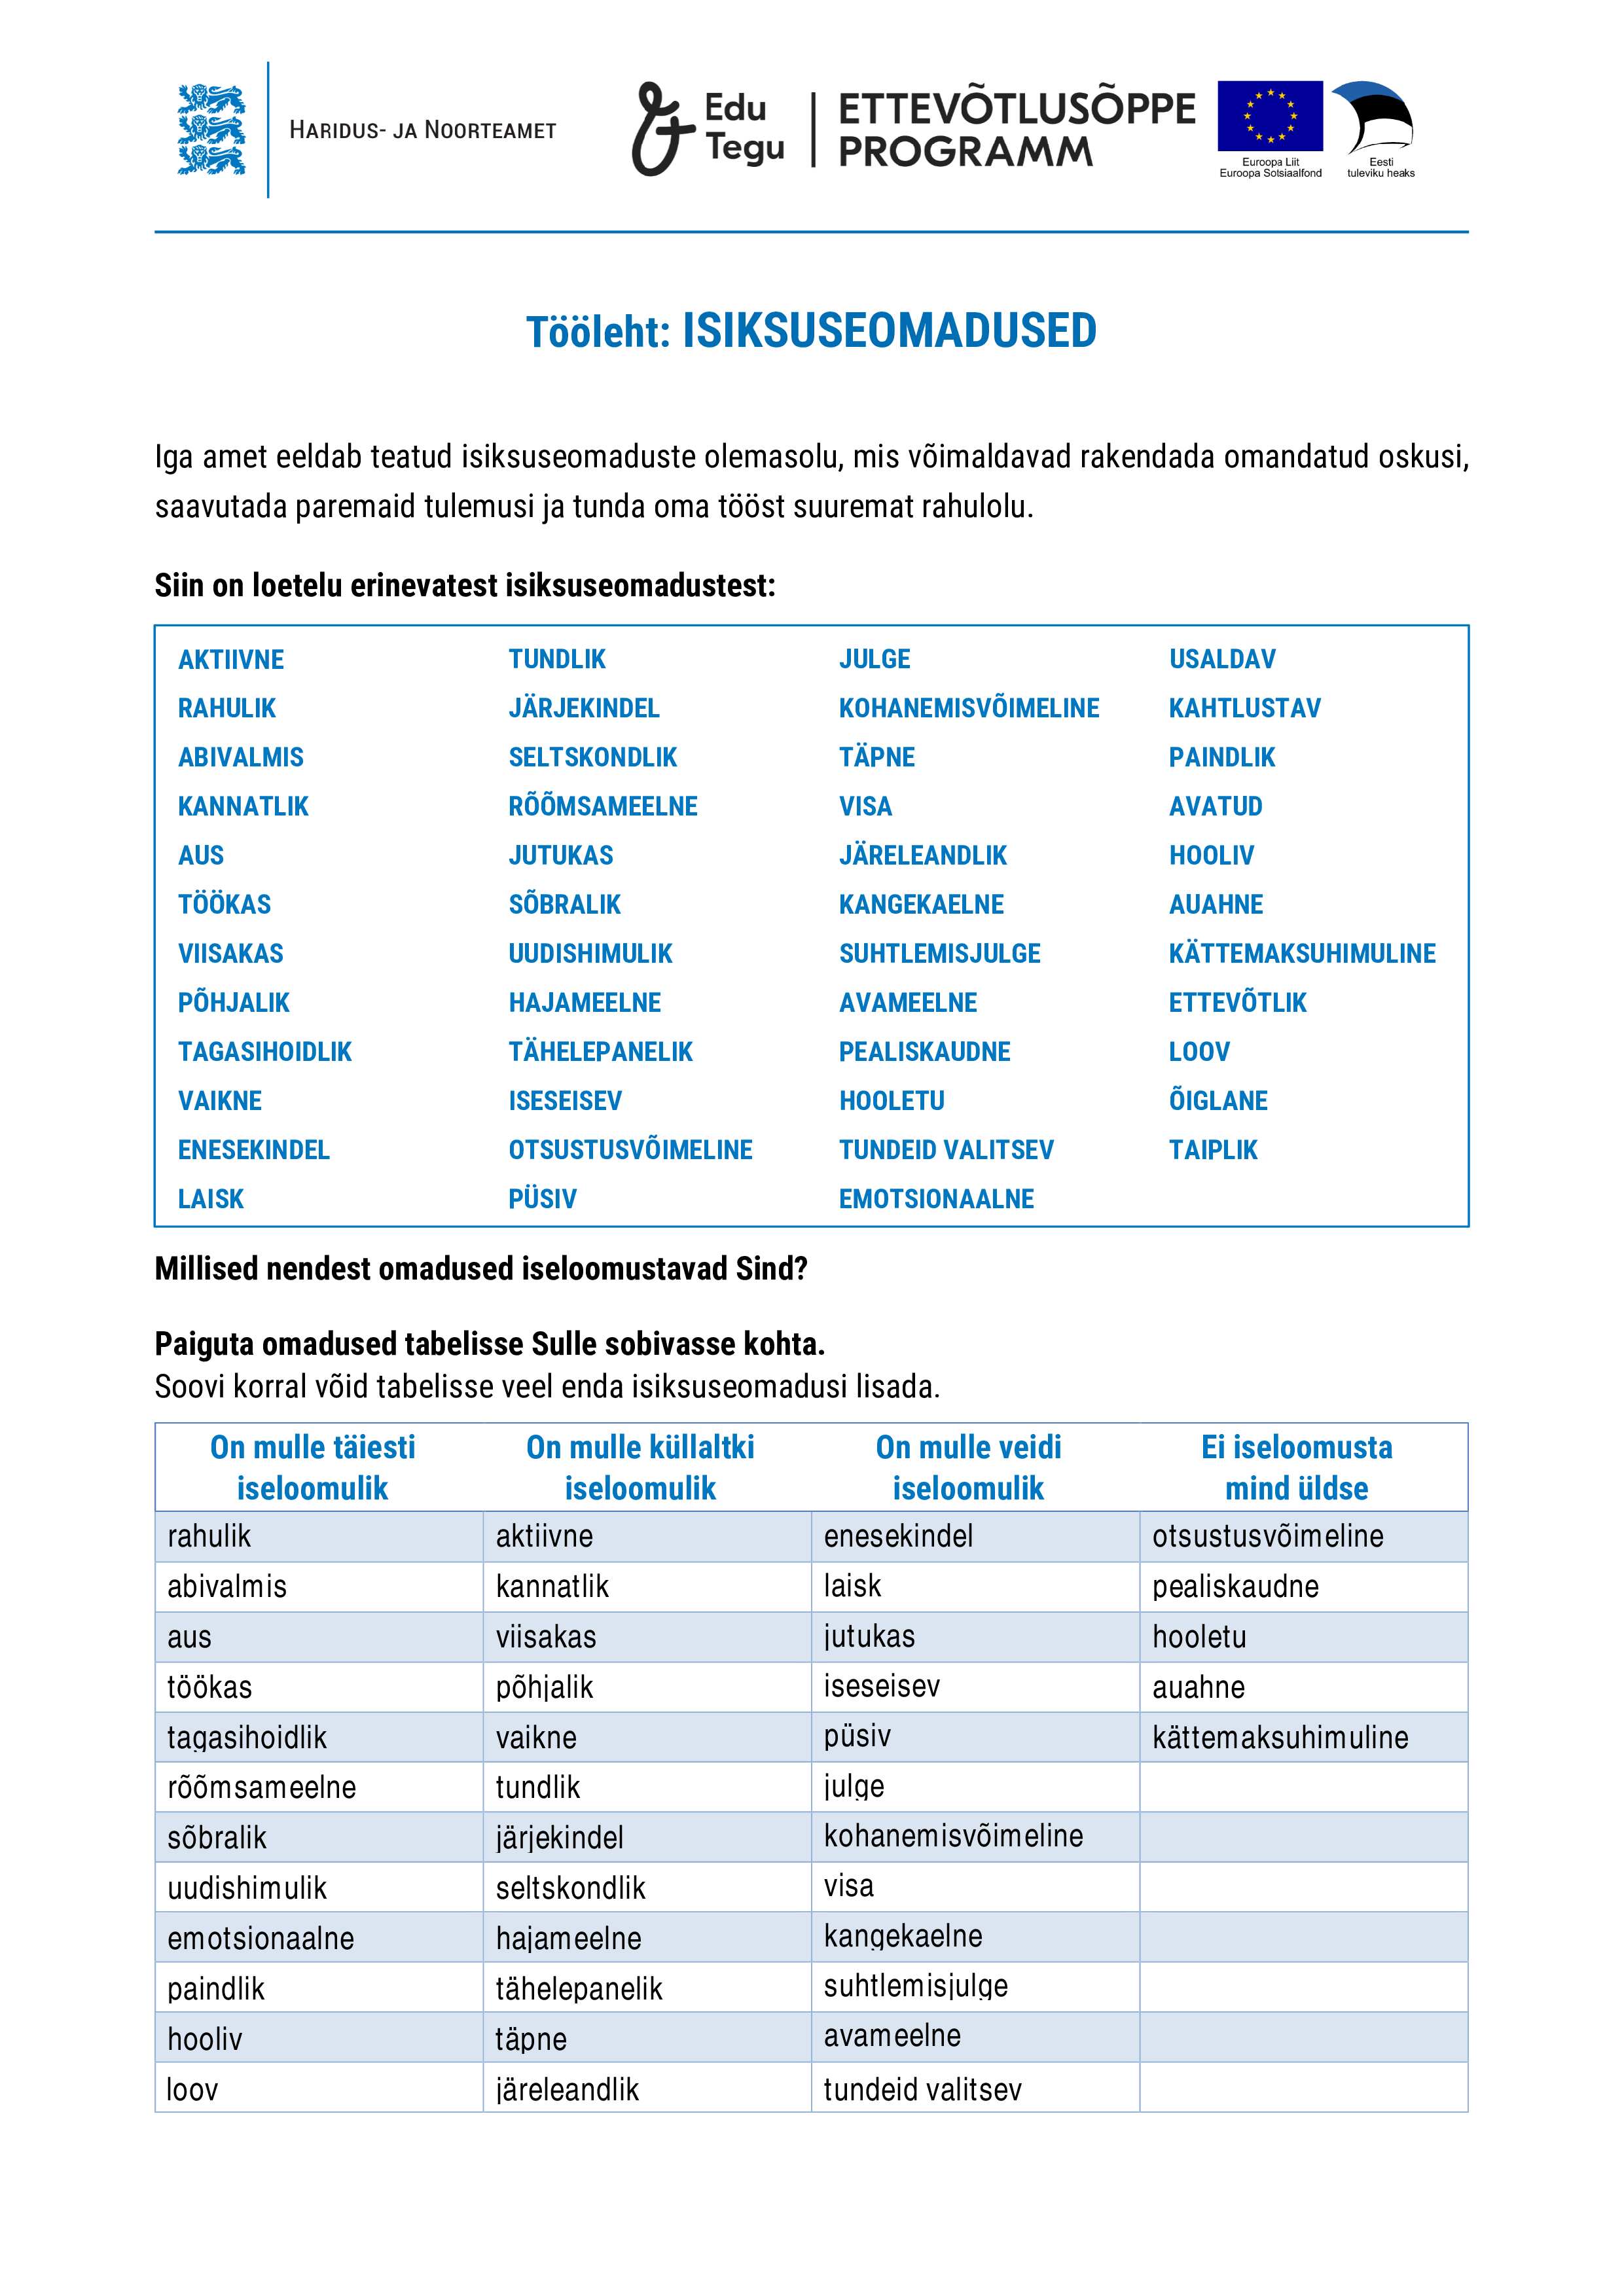 HARIDUS- JA NOORTEAMET
Edu
Tegu
ETTEVÕTLUSÕPPE
PROGRAMM
Euroopa Liit
Euroopa Sotsiaalfond
Eesti
tuleviku heaks
Tööleht: ISIKSUSEOMADUSED
Iga amet eeldab teatud isiksuseomaduste olemasolu, mis võimaldavad rakendada omandatud oskusi,
saavutada paremaid tulemusi ja tunda oma tööst suuremat rahulolu.
Siin on loetelu erinevatest isiksuseomadustest:
AKTIIVNE TUNDLIK JULGE USALDAV
RAHULIK JÄRJEKINDEL KOHANEMISVÕIMELINE KAHTLUSTAV
ABIVALMIS SELTSKONDLIK TÄPNE PAINDLIK
KANNATLIK RÕÕMSAMEELNE VISA AVATUD
AUS JUTUKAS JÄRELEANDLIK HOOLIV
TÖÖKAS SÕBRALIK KANGEKAELNE AUAHNE
VIISAKAS UUDISHIMULIK SUHTLEMISJULGE KÄTTEMAKSUHIMULINE
PÕHJALIK HAJAMEELNE AVAMEELNE ETTEVÕTLIK
TAGASIHOIDLIK TÄHELEPANELIK PEALISKAUDNE LOOV
VAIKNE ISESEISEV HOOLETU ÕIGLANE
ENESEKINDEL OTSUSTUSVÕIMELINE TUNDEID VALITSEV TAIPLIK
LAISK PÜSIV EMOTSIONAALNE
Millised nendest omadused iseloomustavad Sind?
Paiguta omadused tabelisse Sulle sobivasse kohta.
Soovi korral võid tabelisse veel enda isiksuseomadusi lisada.
On mulle täiesti On mulle küllaltki On mulle veidi Ei iseloomusta
iseloomulik iseloomulik iseloomulik mind üldse
rahulik aktiivne enesekindel otsustusvõimeline
abivalmis kannatlik laisk pealiskaudne
aus viisakas jutukas hooletu
töökas põhjalik iseseisev auahne
tagasihoidlik vaikne püsiv kättemaksuhimuline
rõõmsameelne tundlik julge
sõbralik järjekindel kohanemisvõimeline
uudishimulik seltskondlik visa
emotsionaalne hajameelne kangekaelne
paindlik tähelepanelik suhtlemisjulge
hooliv täpne avameelne
loov järeleandlik tundeid valitsev